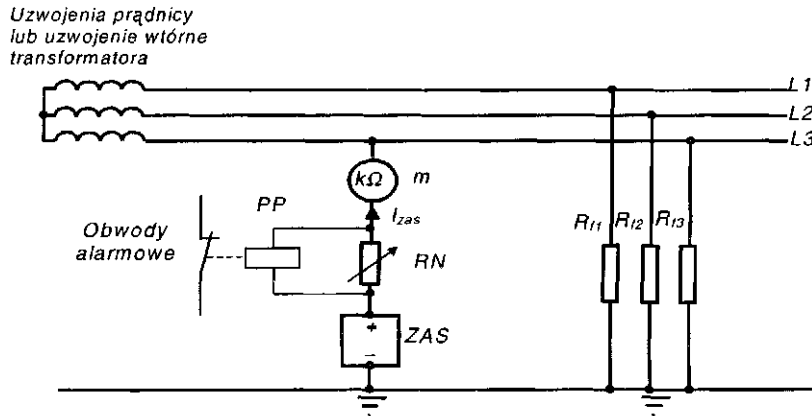 Uzwojenia prądnicy
lub uzwojenie wtórne
transformatora
L1
L2
L3
kΩ
m
PP
Izas
Obwody
alarmowe
RN
Rf1
Rf2
Rf3
+
ZAS
−